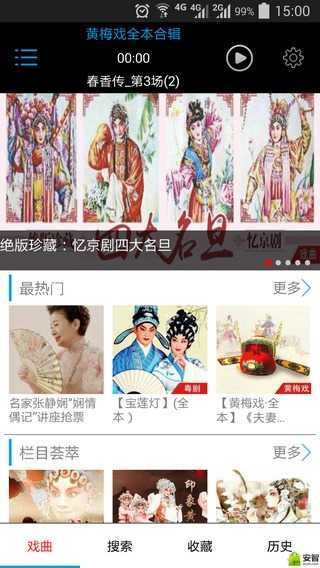 4G 4G 2G 99% 15:00
黄梅戏全本合辑
00:00
春香传_第3场(2)
四大名旦
忆京剧
绝版珍藏：忆京剧四大名旦
最热门
更多
粤剧
黄梅戏
名家张静娴“娴情
偶记”讲座抢票
【宝莲灯】(全
本 )
【黄梅戏·全
本】《夫妻...
栏目荟萃
更多
印象黄
戏曲
搜索
收藏
历史
安智